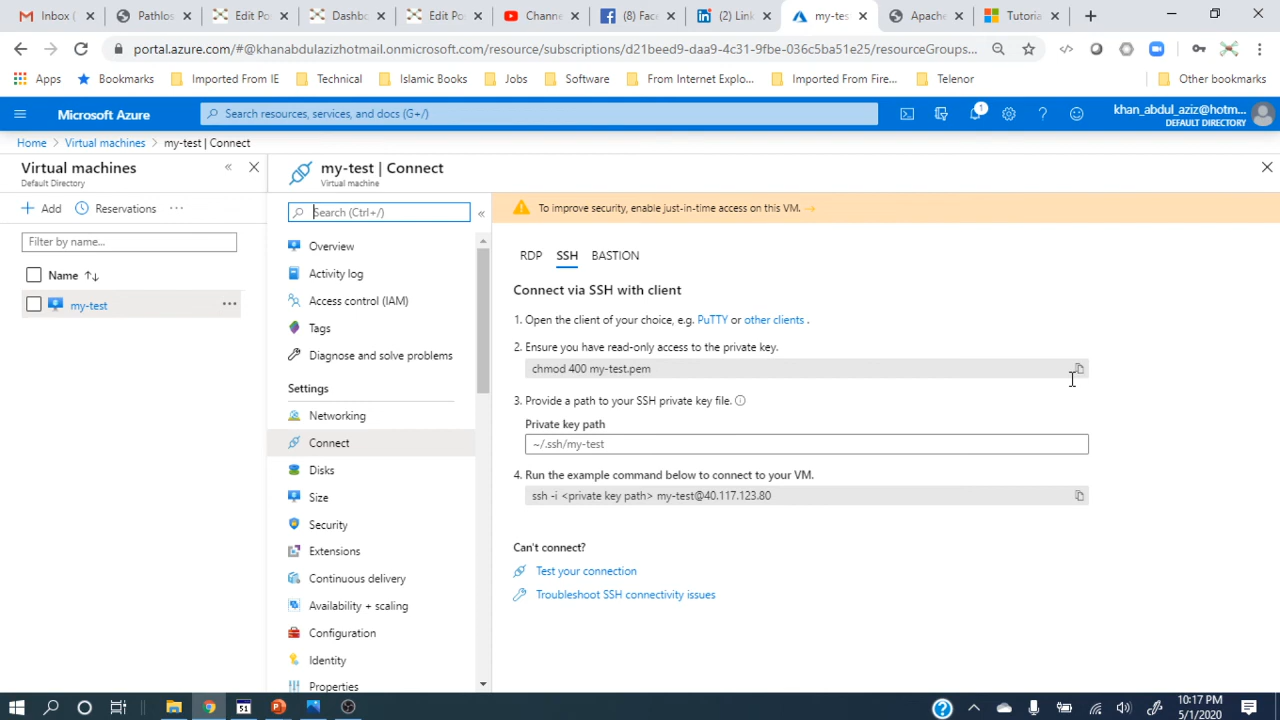 Inbox (
Pathlos
Edit Po
Dashbo
Edit Po
Channe
(8) Face
(2) Link
my-tes
Apache
Tutoria
portal.azure.com/#@khanabdulazizhotmail.onmicrosoft.com/resource/subscriptions/d21beed9-daa9-4c31-9fbe-036c5ba51e25/resourceGroups...
Apps
Bookmarks
Imported From IE
Technical
Islamic Books
Jobs
Software
From Internet Explo...
Imported From Fire...
Telenor
Other bookmarks
Microsoft Azure
Search resources, services, and docs (G+/)
1
khan_abdul_aziz@hotm...
DEFAULT DIRECTORY
Home > Virtual machines > my-test | Connect
Virtual machines
Default Directory
Add
Reservations
Filter by name...
Name
my-test
my-test | Connect
Virtual machine
Search (Ctrl+/)
Overview
Activity log
Access control (IAM)
Tags
Diagnose and solve problems
Settings
Networking
Connect
Disks
Size
Security
Extensions
Continuous delivery
Availability + scaling
Configuration
Identity
Properties
To improve security, enable just-in-time access on this VM. →
RDP
SSH
BASTION
Connect via SSH with client
1. Open the client of your choice, e.g. PuTTY or other clients .
2. Ensure you have read-only access to the private key.
chmod 400 my-test.pem
3. Provide a path to your SSH private key file.
Private key path
~/.ssh/my-test
4. Run the example command below to connect to your VM.
ssh -i <private key path> my-test@40.117.123.80
Can't connect?
Test your connection
Troubleshoot SSH connectivity issues
10:17 PM
5/1/2020